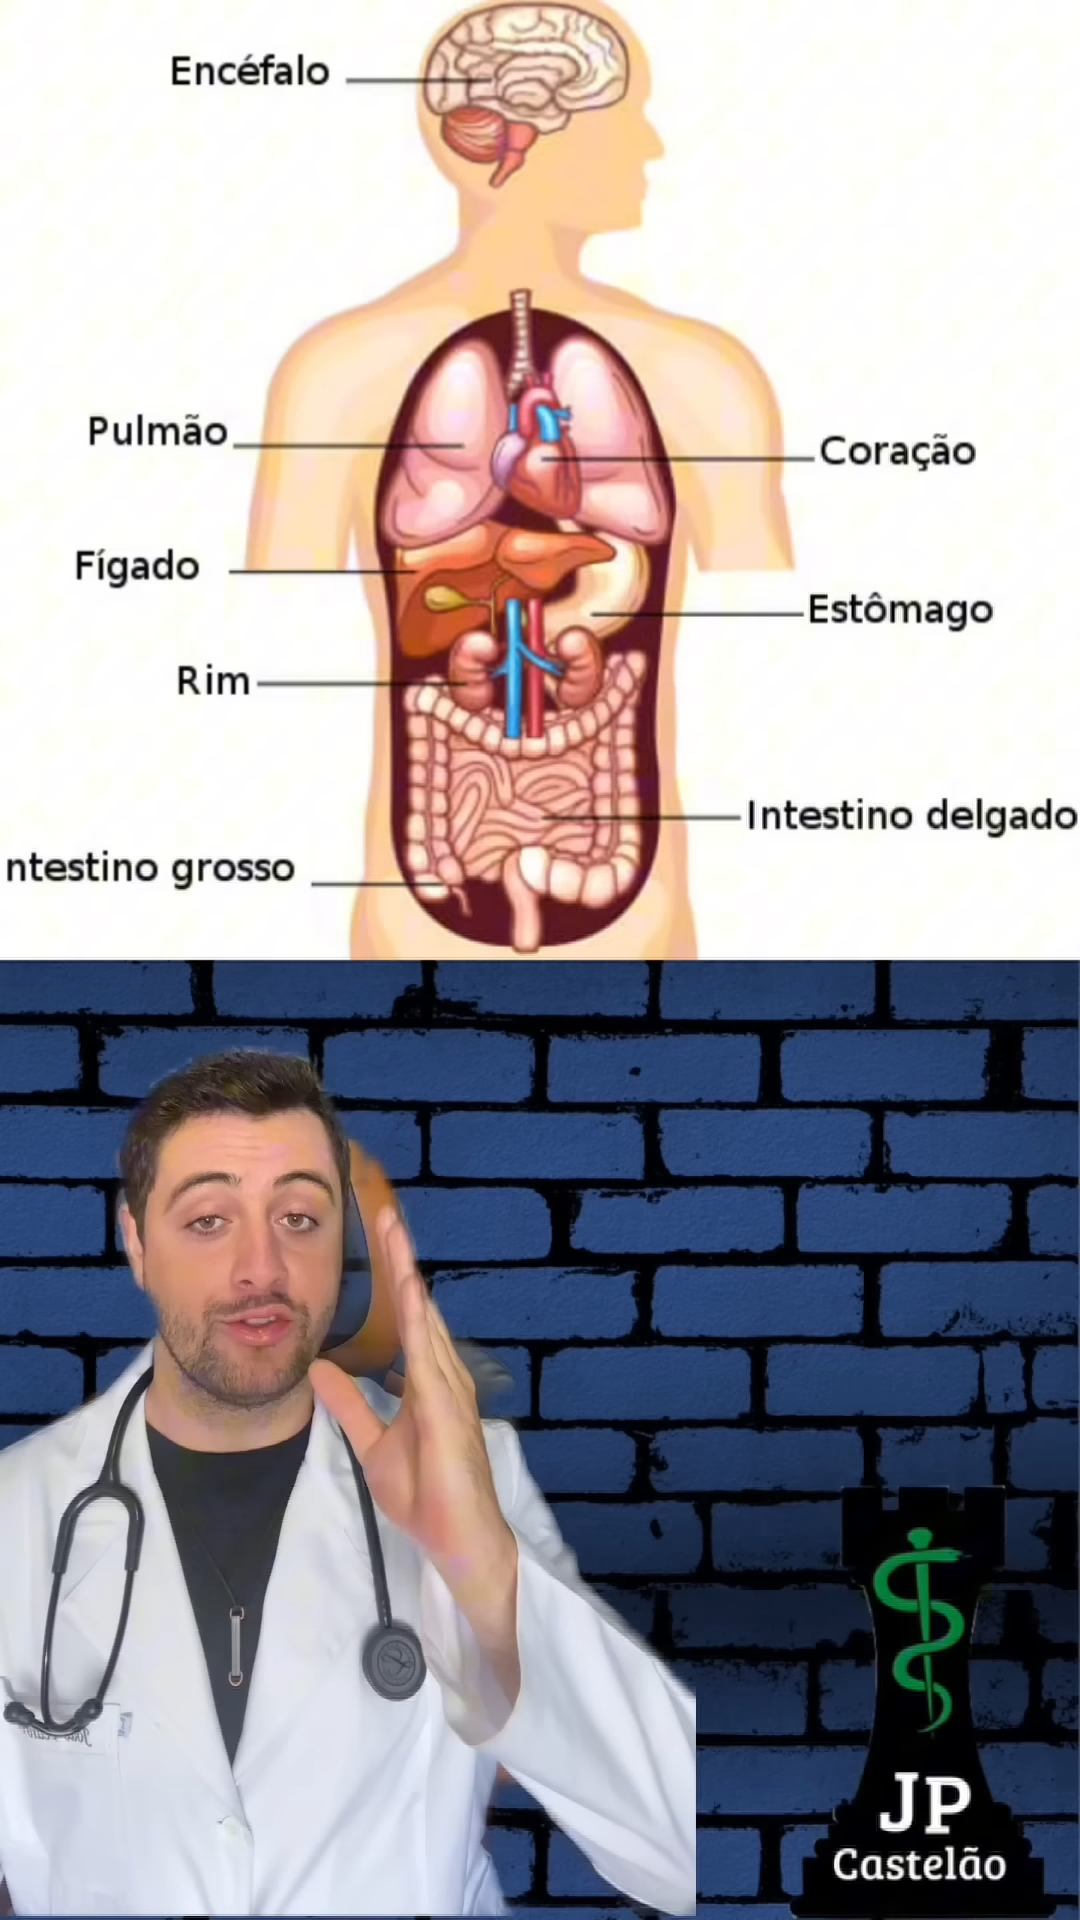 Encéfalo
Pulmão
Coração
Fígado
Estômago
Rim
Intestino delgado
ntestino grosso
JP
Castelão